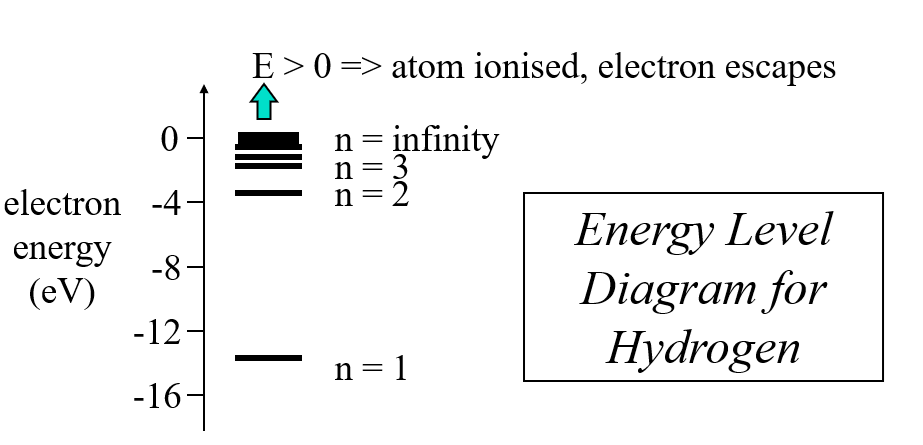 E > 0 => atom ionised, electron escapes
0
n = infinity
n = 3
n = 2
electron
energy
(eV)
-4
-8
-12
-16
n = 1
Energy Level
Diagram for
Hydrogen